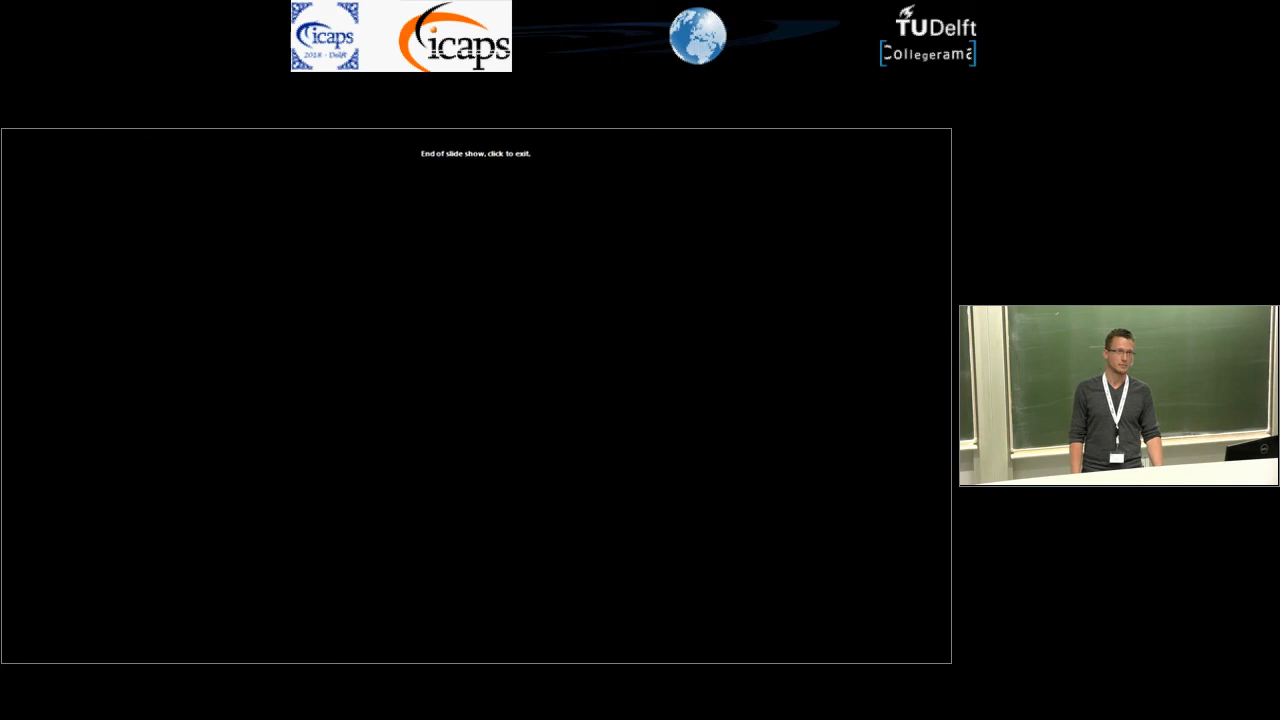 icaps
2018 - Delft
icaps
TUDelft
Collegerama
End of slide show, click to exit.